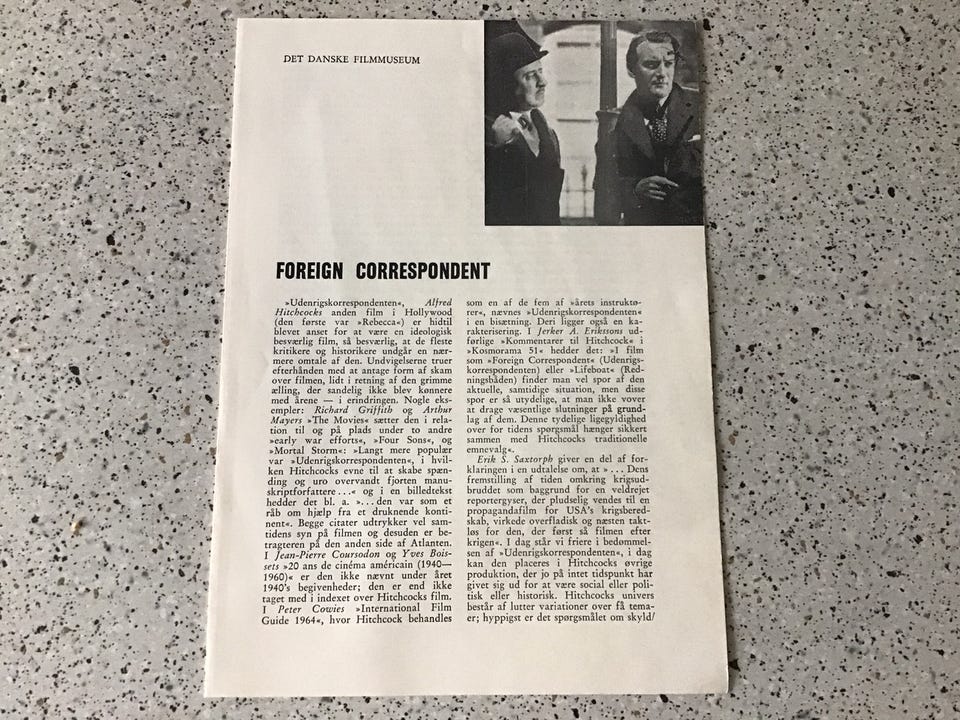 DET DANSKE FILMMUSEUM
FOREIGN CORRESPONDENT
»Udenrigskorrespondenten«, Alfred
Hitchcocks anden film i Hollywood
(den første var »Rebecca«) er hidtil
blevet anset for at være en ideologisk
besværlig film, så besværlig, at de fleste
kritikere og historikere undgår en nær-
mere omtale af den. Undvigelserne truer
efterhånden med at antage form af skam
over filmen, lidt i retning af den grimme
ælling, der sandelig ikke blev kønnere
med årene — i erindringen. Nogle eks-
empler: Richard Griffith og Arthur
Mayers »The Movies« sætter den i rela-
tion til og på plads under to andre
»early war efforts«, »Four Sons«, og
»Mortal Storm«: »Langt mere populær
var »Udenrigskorrespondenten«, i hvil-
ken Hitchcocks evne til at skabe spæn-
ding og uro overvandt fjorten manu-
skriptforfattere...« og i en billedtekst
hedder det bl. a. »...den var som et
råb om hjælp fra et druknende konti-
nent«. Begge citater udtrykker vel sam-
tidens syn på filmen og desuden er be-
tragteren på den anden side af Atlanten.
I Jean-Pierre Coursodon og Yves Bois-
sets »20 ans de cinéma américain (1940—
1960)« er den ikke nævnt under året
1940's begivenheder; den er end ikke
taget med i indexet over Hitchcocks film.
I Peter Cowies »International Film
Guide 1964«, hvor Hitchcock behandles
som en af de fem af »årets instruktø-
rer«, nævnes »Udenrigskorrespondenten«
i en bisætning. Deri ligger også en ka-
rakterisering. I Jerker A. Erikssons ud-
førlige »Kommentarer til Hitchcock« i
»Kosmorama 51« hedder det: »I film
som »Foreign Correspondent« (Udenrigs-
korrespondenten) eller »Lifeboat« (Red-
ningsbåden) finder man vel spor af den
aktuelle, samtidige situation, men disse
spor er så utydelige, at man ikke vover
at drage væsentlige slutninger på grund-
lag af dem. Denne tydelige ligegyldighed
over for tidens spørgsmål hænger sikkert
sammen med Hitchcocks traditionelle
emnevalg«.
Erik S. Saxtorph giver en del af for-
klaringen i en udtalelse om, at »... Dens
fremstilling af tiden omkring krigsud-
bruddet som baggrund for en veldrejet
reportergyser, der pludselig vendes til en
propagandafilm for USA's krigsbered-
skab, virkede overfladisk og næsten takt-
løs for den, der først så filmen efter
krigen«. I dag står vi friere i bedømmel-
sen af »Udenrigskorrespondenten«, i dag
kan den placeres i Hitchcocks øvrige
produktion, der jo på intet tidspunkt har
givet sig ud for at være social eller poli-
tisk eller historisk. Hitchcocks univers
består af lutter variationer over få tema-
er; hyppigst er det spørgsmålet om skyld/